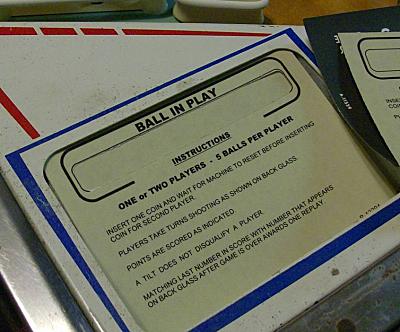 BALL IN PLAY
INSTRUCTIONS
ONE or TWO PLAYERS - 5 BALLS PER PLAYER
INSERT ONE COIN AND WAIT FOR MACHINE TO RESET BEFORE INSERTING
COIN FOR SECOND PLAYER.
PLAYERS TAKE TURNS SHOOTING AS SHOWN ON BACK GLASS.
POINTS ARE SCORED AS INDICATED.
A TILT DOES NOT DISQUALIFY A PLAYER.
MATCHING LAST NUMBER IN SCORE WITH NUMBER THAT APPEARS
ON BACK GLASS AFTER GAME IS OVER AWARDS ONE REPLAY.